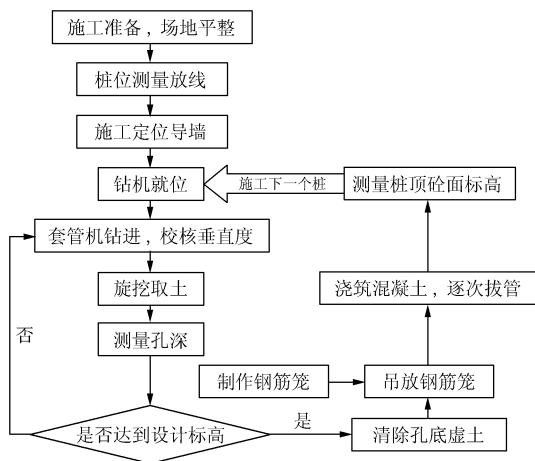 施工准备，场地平整
桩位测量放线
施工定位导墙
钻机就位
施工下一个桩
测量桩顶砼面标高
套管机钻进，校核垂直度
旋挖取土
浇筑混凝土，逐次拔管
否
测量孔深
制作钢筋笼
吊放钢筋笼
是否达到设计标高
是
清除孔底虚土